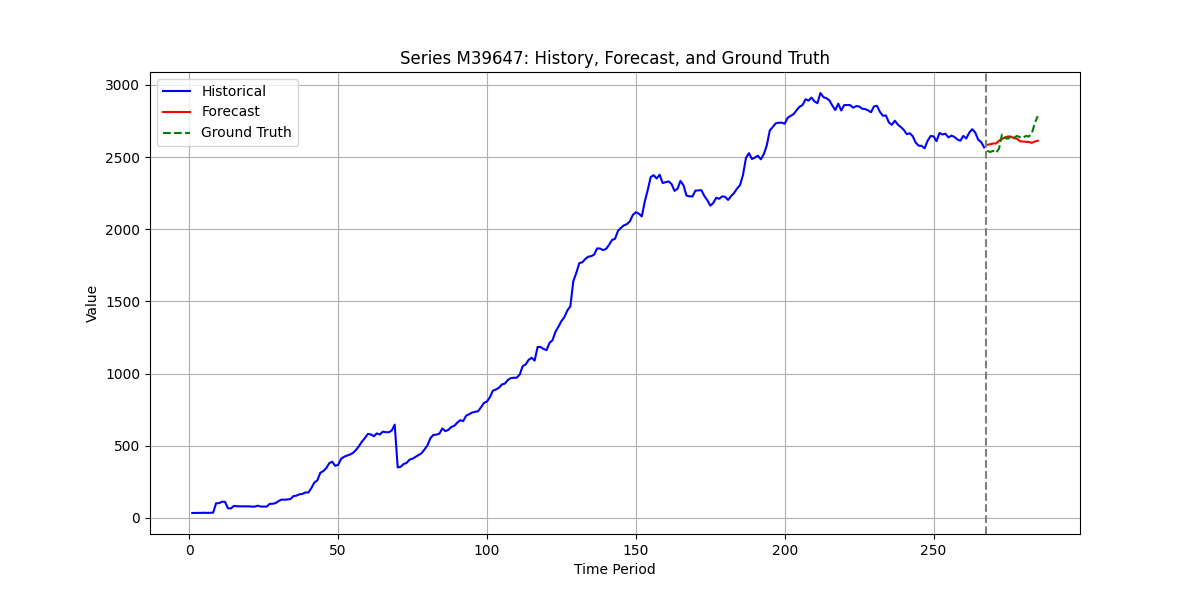 Series M39647: History, Forecast, and Ground Truth
Historical
Forecast
Ground Truth
Value
3000
2500
2000
1500
1000
500
0
0 50 100 150 200 250
Time Period